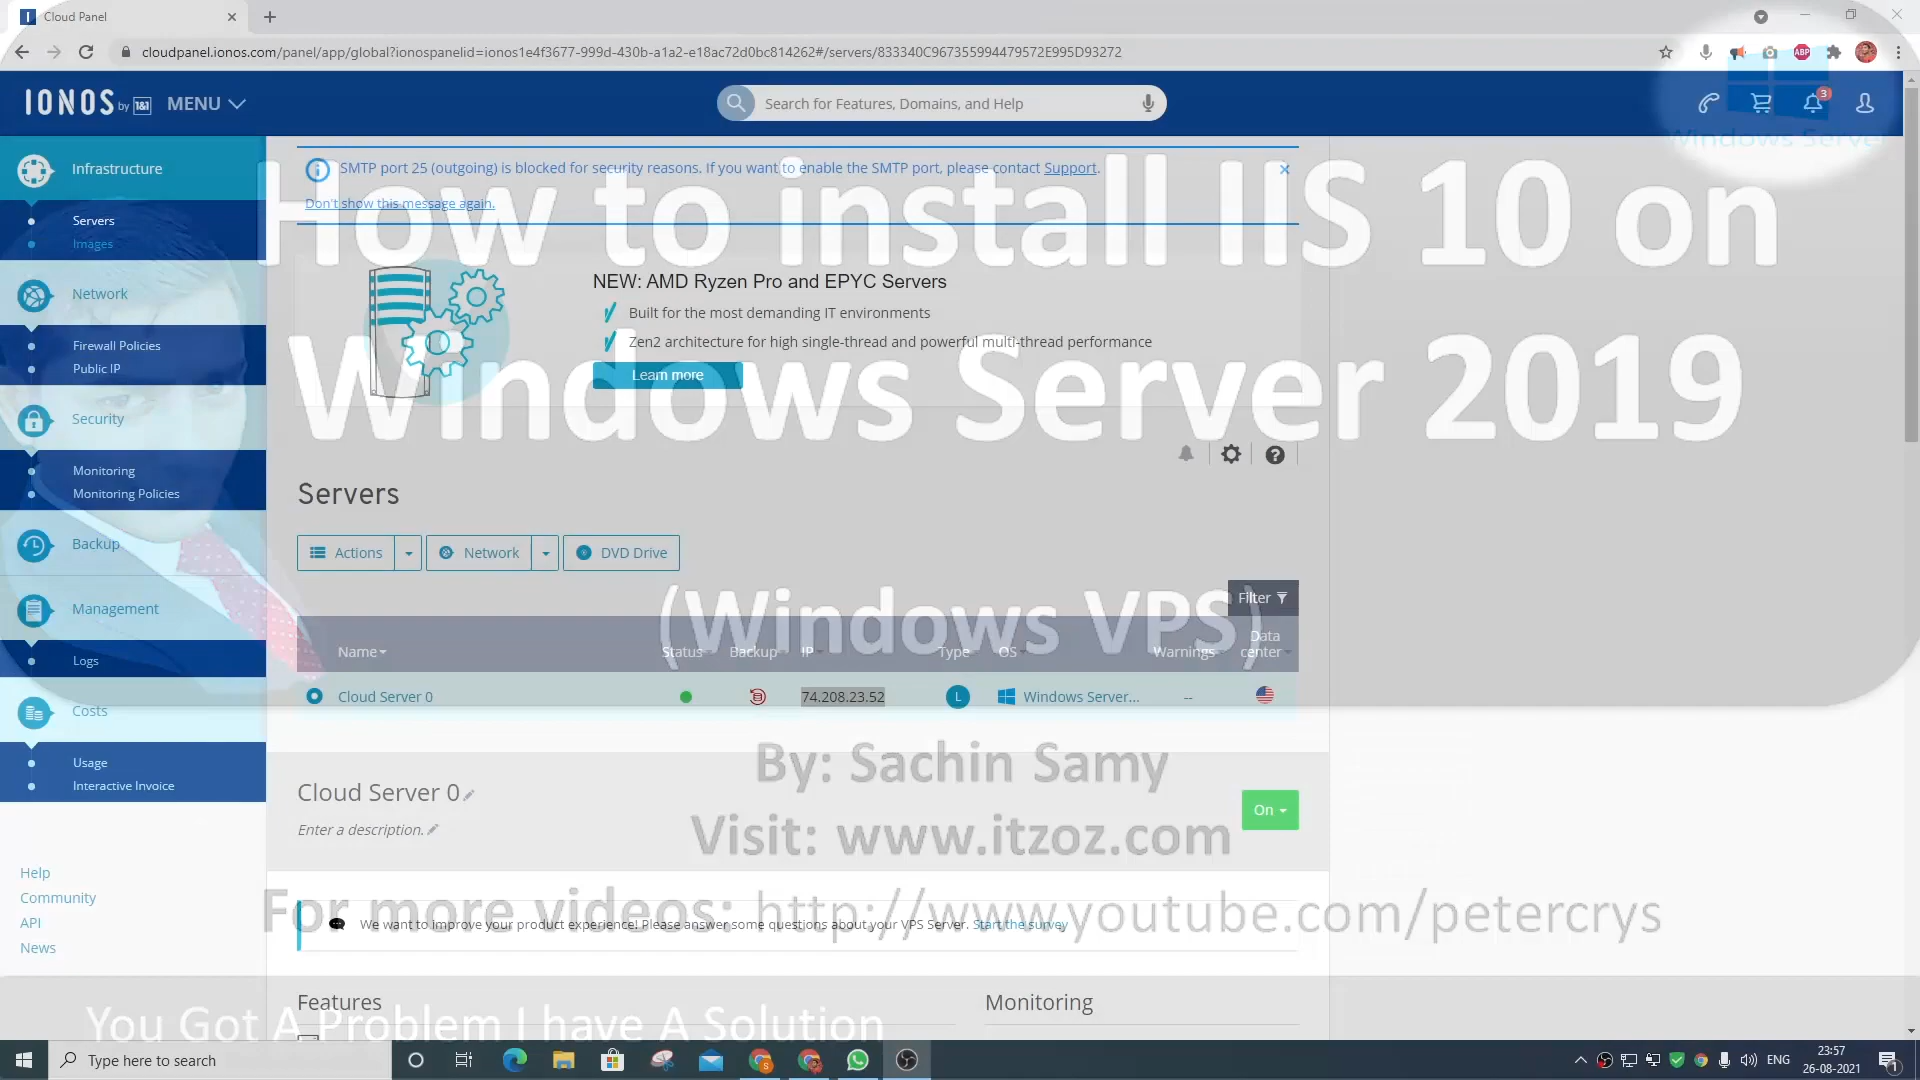 Cloud Panel
cloudpanel.ionos.com/panel/app/global?ionospanelid=ionos1e4f3677-999d-430b-a1a2-e18ac72d0bc814262#/servers/833340C967355994479572E995D93272
ABP
IONOS by 1&1 MENU
Search for Features, Domains, and Help
3
Windows Serve
Infrastructure
Servers
Images
Network
Firewall Policies
Public IP
Security
Monitoring
Monitoring Policies
Backup
Management
Logs
Costs
Usage
Interactive Invoice
Help
Community
API
News
SMTP port 25 (outgoing) is blocked for security reasons. If you want to enable the SMTP port, please contact Support.
Don't show this message again.
How to install IIS 10 on
Windows Server 2019
NEW: AMD Ryzen Pro and EPYC Servers
Built for the most demanding IT environments
Zen2 architecture for high single-thread and powerful multi-thread performance
Learn more
Servers
Actions Network DVD Drive
(Windows VPS)
Filter
Name Status Backup IP Type OS Warnings Data center
Cloud Server 0 74.208.23.52 L Windows Server... --
By: Sachin Samy
Cloud Server 0
On
Enter a description.
Visit: www.itzoz.com
For more videos: http://www.youtube.com/petercrys
We want to improve your product experience! Please answer some questions about your VPS Server. Start the survey
Features Monitoring
You Got A Problem I have A Solution
Type here to search
ENG
23:57
26-08-2021
1